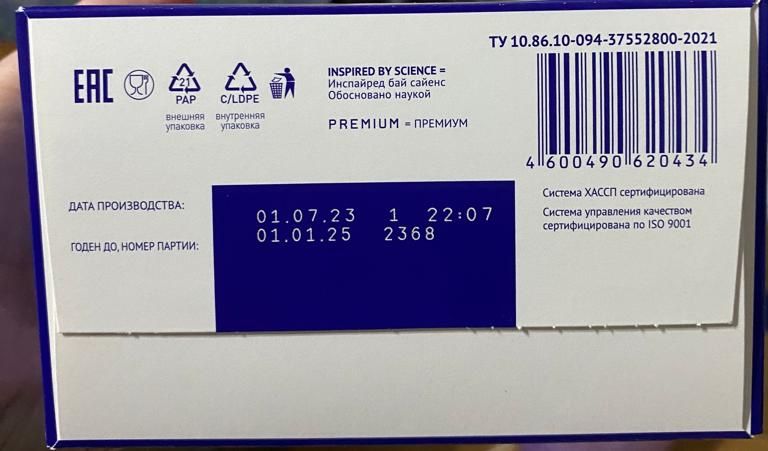 ТУ 10.86.10-094-37552800-2021
EAC
21
PAP
внешняя
упаковка
C/LDPE
внутренняя
упаковка
INSPIRED BY SCIENCE =
Инспайред бай сайенс
Обосновано наукой
PREMIUM = ПРЕМИУМ
4 600490 620434
Система ХАССП сертифицирована
Система управления качеством
сертифицирована по ISO 9001
ДАТА ПРОИЗВОДСТВА:
01.07.23 1 22:07
ГОДЕН ДО, НОМЕР ПАРТИИ:
01.01.25 2368